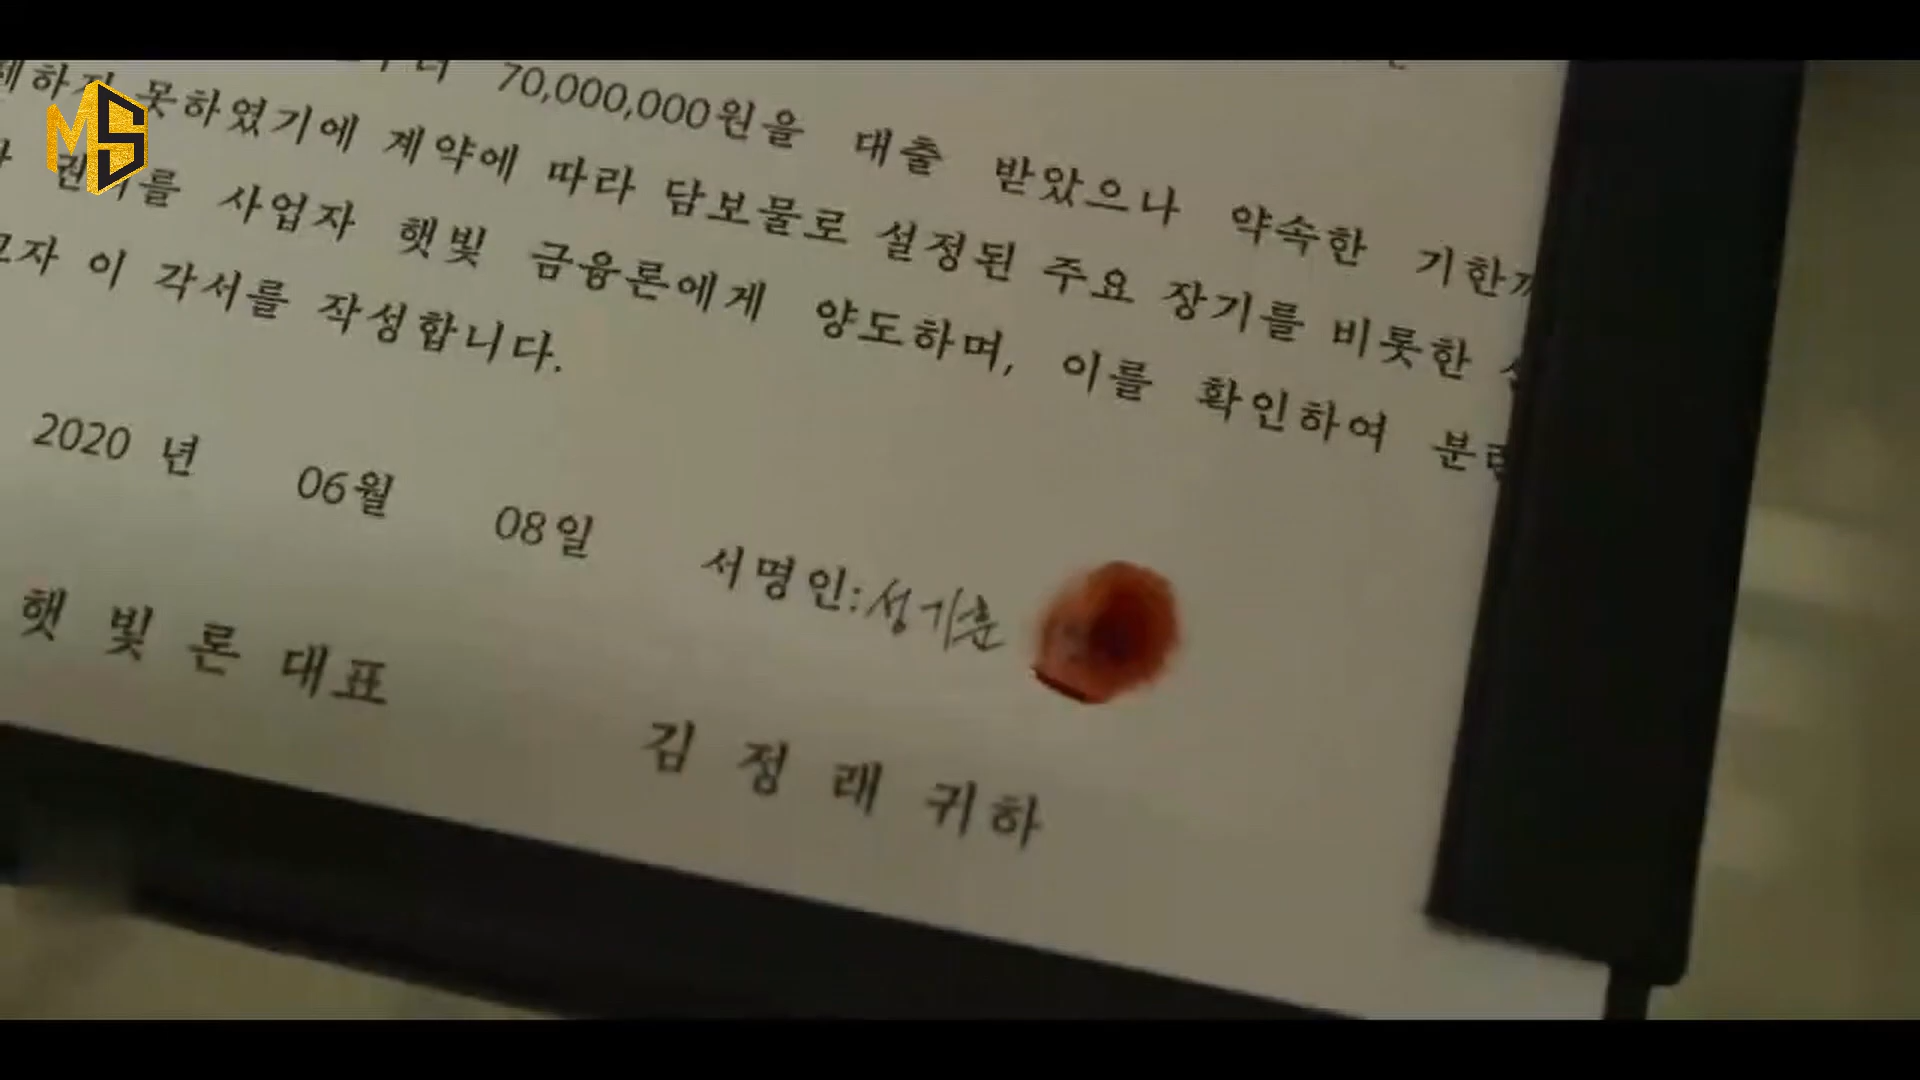 MS
70,000,000원을 대출 받았으나 약속한
못하였기에 계약에 따라 담보물로 설정된 주요 장기를 비롯한
사업자 햇빛 금융론에게 양도하며, 이를 확인하여
이 각서를 작성합니다.
2020 년 06월 08일 서명인:성기훈
햇 빛 론 대표
김 정 래 귀하